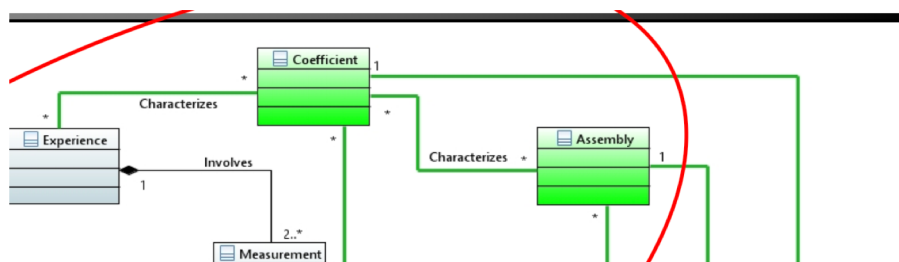 Coefficient
1
*
Characterizes
*
*
*
Experience
Characterizes
*
Assembly
1
Involves
1
*
2..*
Measurement